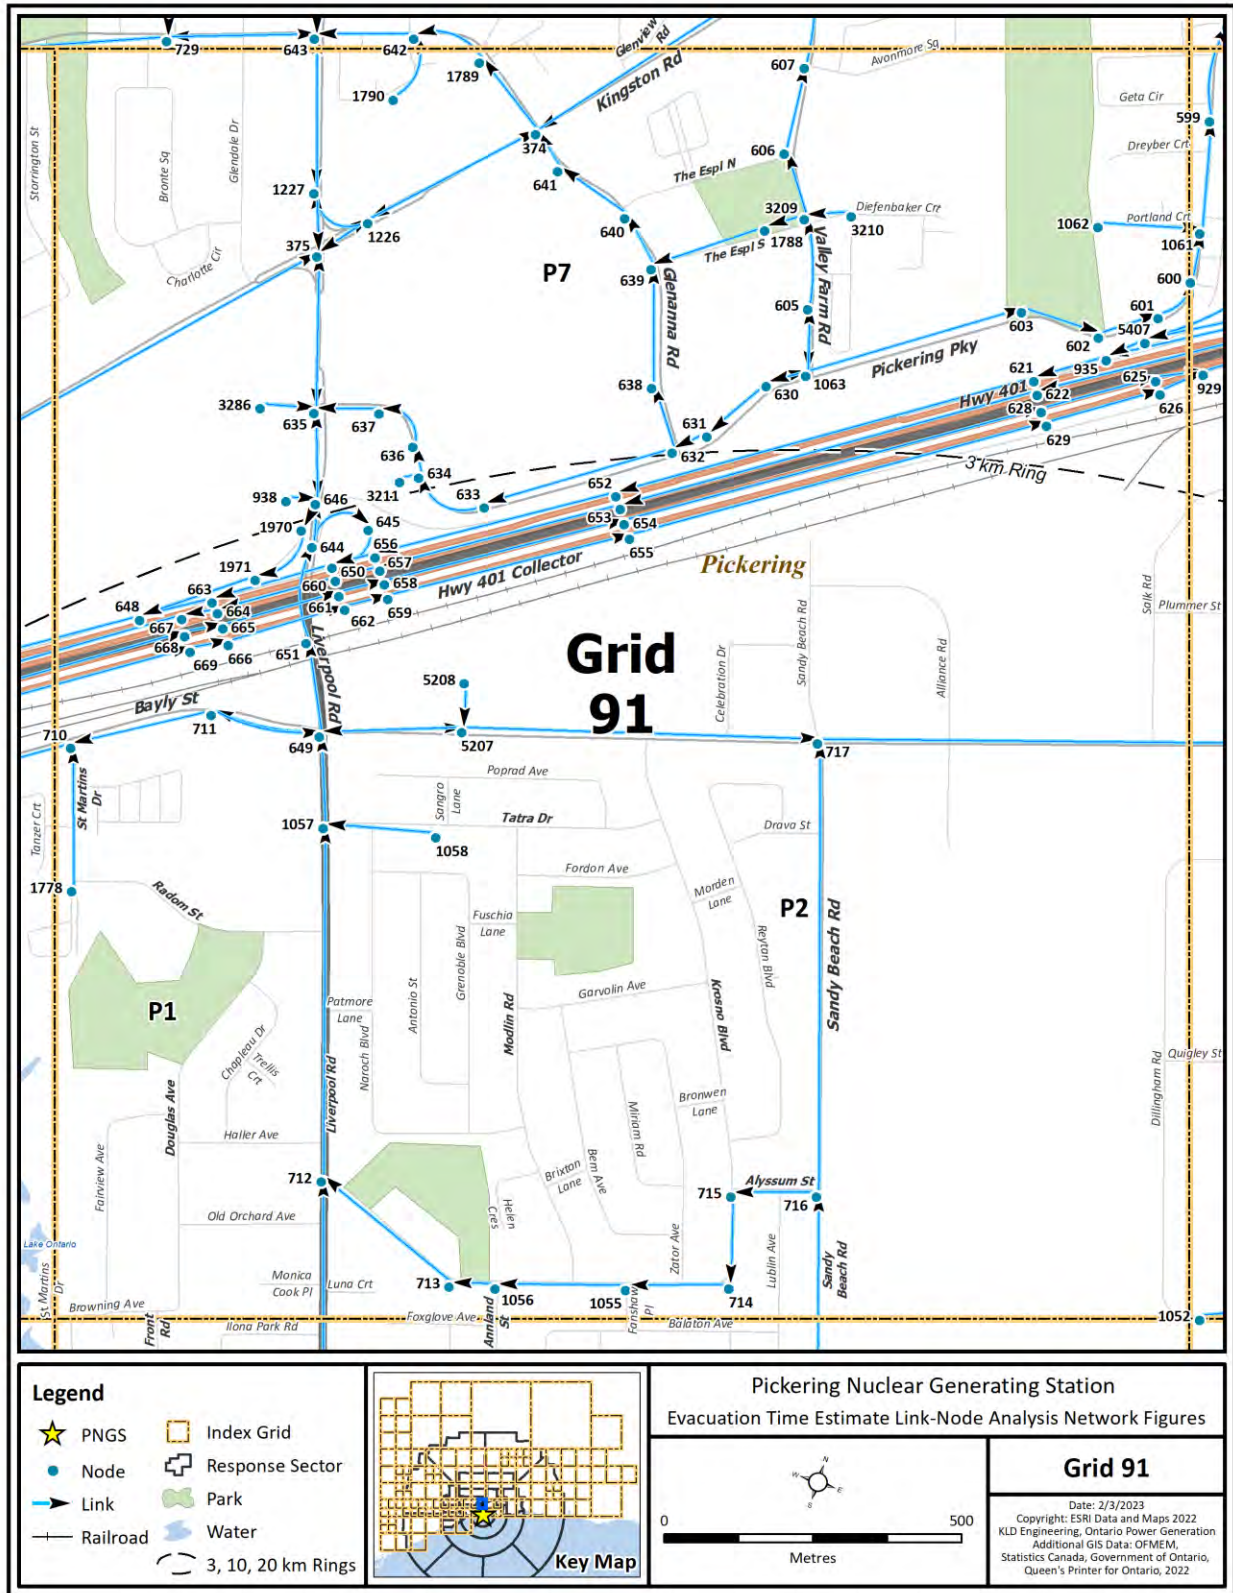 729
643
642
1789
1790
Glenview
Rd
Kingston Rd
607
Avonmore Sq
Geta Cir
599
Dreyber Crt
Storrington St
Bronte Sq
Glendale Dr
374
641
606
The Espl N
1227
1226
375
Charlotte Cir
640
3209
Diefenbaker Crt
3210
1788
The Espl S
1062
Portland Crt
1061
P7
639
Glenanna Rd
Valley Farm Rd
605
600
601
603
602
5407
935
Pickering Pky
1063
630
638
621
Hwy 401
622
625
929
626
628
629
3286
635
637
631
632
636
634
3211
633
3 km Ring
938
646
1970
645
644
652
653
654
655
656
657
650
658
660
659
661
662
1971
663
648
664
667
665
668
666
669
651
Hwy 401 Collector
Pickering
Salk Rd
Plummer St
Liverpool Rd
Grid
91
Celebration Dr
Sandy Beach Rd
Alliance Rd
Bayly St
5208
710
711
649
5207
717
St Martins
Dr
Tanzer Crt
Poprad Ave
Sangro
Lane
Tatra Dr
1057
1058
Drava St
Fordon Ave
1778
Radom St
Morden
Lane
P2
Fuschia
Lane
Grenoble Blvd
Antonio St
Modlin Rd
Reytan Blvd
Sandy Beach Rd
P1
Patmore
Lane
Garvolin Ave
Krosno Blvd
Naroch Blvd
Chapleau Dr
Trellis
Crt
Liverpool Rd
Douglas Ave
Quigley St
Dillingham Rd
Bronwen
Lane
Miriam Rd
Haller Ave
Fairview Ave
Brixton
Lane
Bem Ave
712
Helen
Cres
715
Alyssum St
716
Old Orchard Ave
Lake Ontario
St Martins
Dr
Zator Ave
Lublin Ave
Sandy
Beach Rd
Monica
Cook Pl
Luna Crt
713
1056
1055
714
Browning Ave
Front
Rd
Ilona Park Rd
Foxglove Ave
Annland
St
Fanshaw
Pl
Balaton Ave
1052
Legend
PNGS
Node
Link
Railroad
Index Grid
Response Sector
Park
Water
3, 10, 20 km Rings
Key Map
Pickering Nuclear Generating Station
Evacuation Time Estimate Link-Node Analysis Network Figures
N
W
E
S
0
500
Metres
Grid 91
Date: 2/3/2023
Copyright: ESRI Data and Maps 2022
KLD Engineering, Ontario Power Generation
Additional GIS Data: OFMEM,
Statistics Canada, Government of Ontario,
Queen's Printer for Ontario, 2022